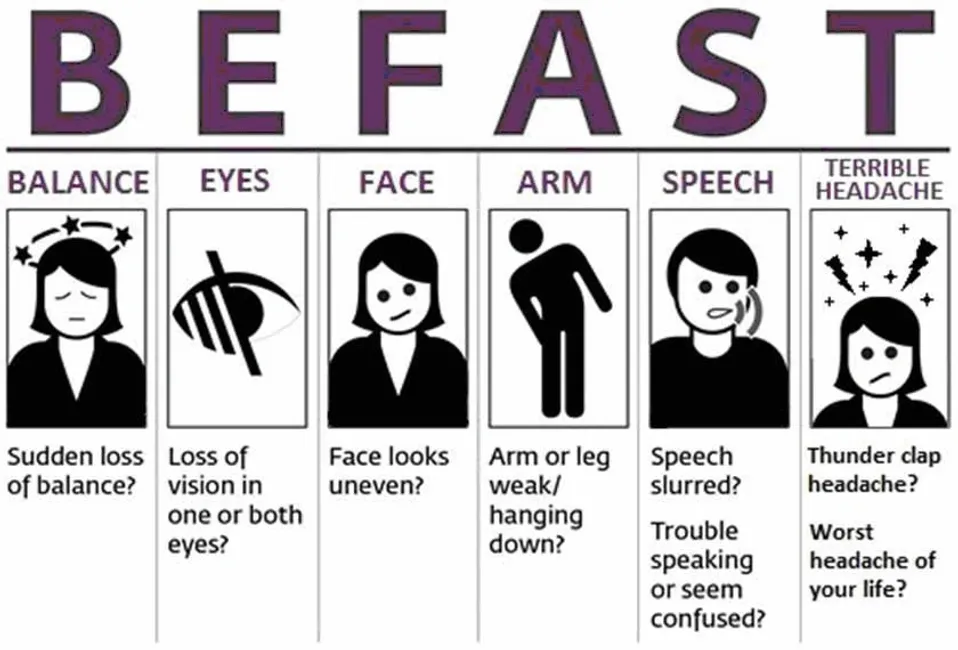 BEFAST
BALANCE
Sudden loss
of balance?
EYES
Loss of
vision in
one or both
eyes?
FACE
Face looks
uneven?
ARM
Arm or leg
weak/
hanging
down?
SPEECH
Speech
slurred?
Trouble
speaking
or seem
confused?
TERRIBLE
HEADACHE
Thunder clap
headache?
Worst
headache of
your life?